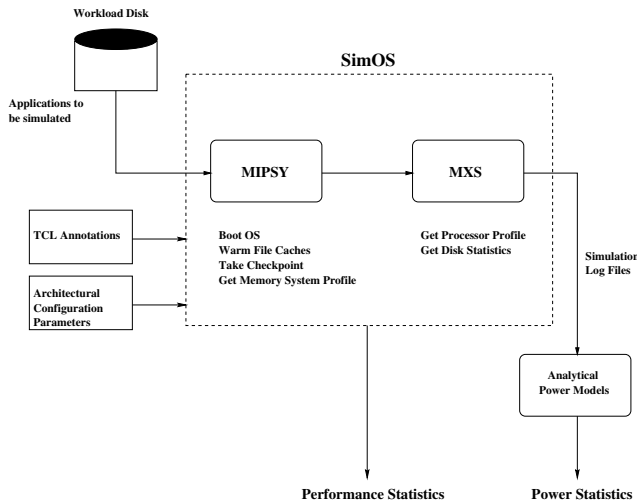 Workload Disk
SimOS
Applications to
be simulated
MIPSY
MXS
TCL Annotations
Boot OS
Warm File Caches
Take Checkpoint
Get Memory System Profile
Get Processor Profile
Get Disk Statistics
Simulation
Log Files
Architectural
Configuration
Parameters
Analytical
Power Models
Performance Statistics
Power Statistics